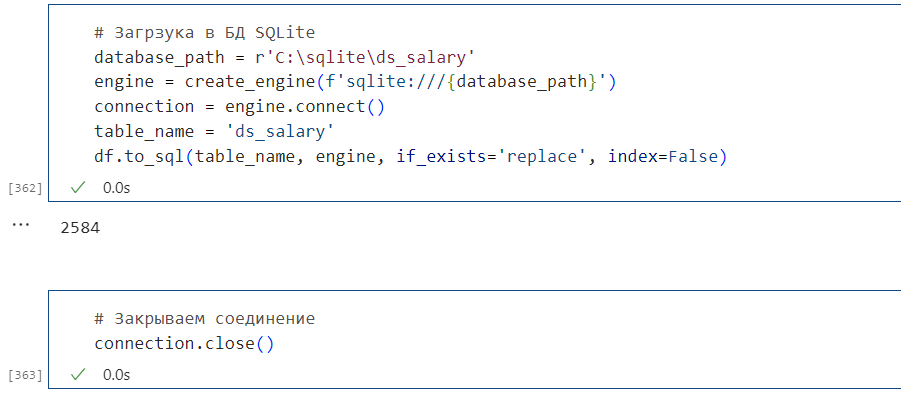 # Загрзука в БД SQLite
database_path = r'C:\sqlite\ds_salary'
engine = create_engine(f'sqlite:///{database_path}')
connection = engine.connect()
table_name = 'ds_salary'
df.to_sql(table_name, engine, if_exists='replace', index=False)
[362] ✓ 0.0s
··· 2584
# Закрываем соединение
connection.close()
[363] ✓ 0.0s